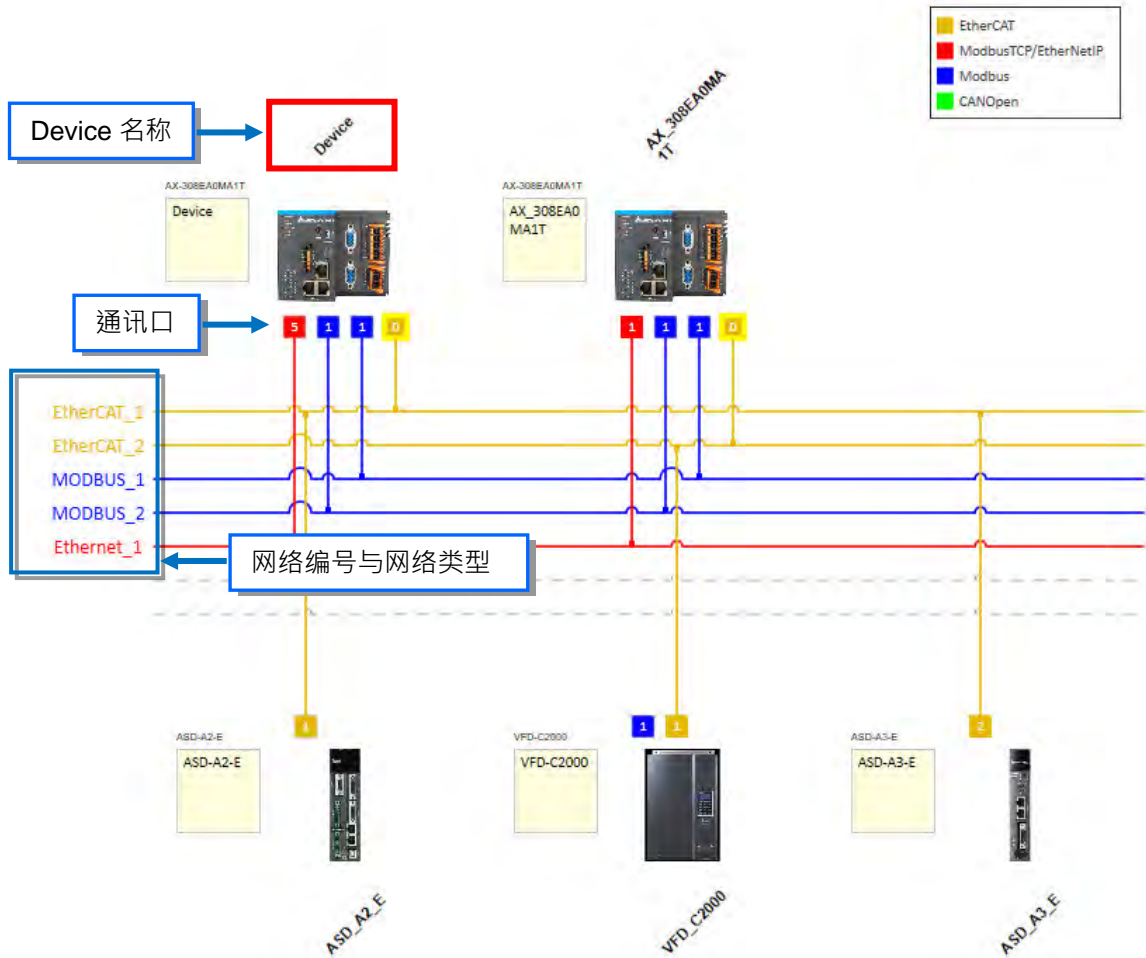 EtherCAT
ModbusTCP/EtherNetIP
Modbus
CANOpen
Device 名称
Device
AX_308EA0MA
1T
AX-308EA0MA1T
Device
AX-308EA0MA1T
AX_308EA0
MA1T
通讯口
5
1
1
0
1
1
1
0
EtherCAT_1
EtherCAT_2
MODBUS_1
MODBUS_2
Ethernet_1
网络编号与网络类型
1
1
2
ASD-A2-E
ASD-A2-E
VFD-C2000
VFD-C2000
ASD-A3-E
ASD-A3-E
ASD_A2_E
VFD_C2000
ASD_A3_E